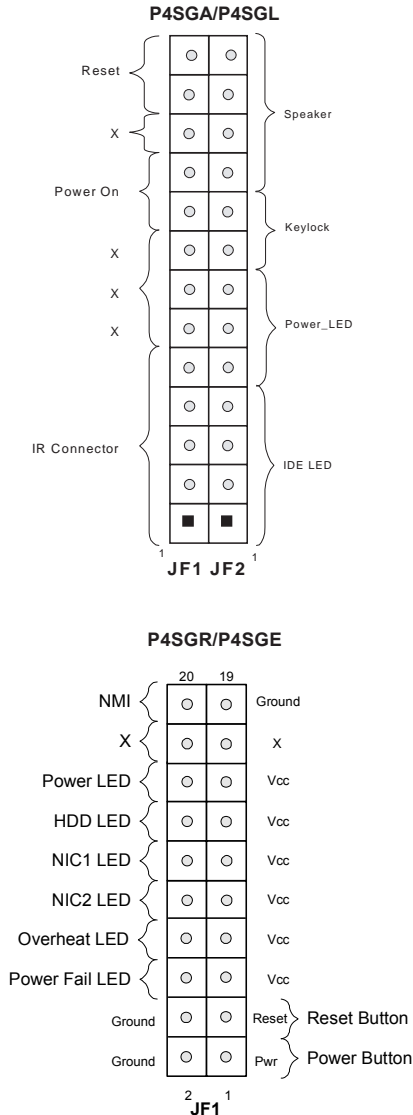 P4SGA/P4SGL
Reset
Speaker
X
Power On
Keylock
X
X
Power_LED
X
IR Connector
IDE LED
1
1
JF1 JF2
P4SGR/P4SGE
20 19
NMI Ground
X X
Power LED Vcc
HDD LED Vcc
NIC1 LED Vcc
NIC2 LED Vcc
Overheat LED Vcc
Power Fail LED Vcc
Ground Reset Reset Button
Ground Pwr Power Button
2 1
JF1